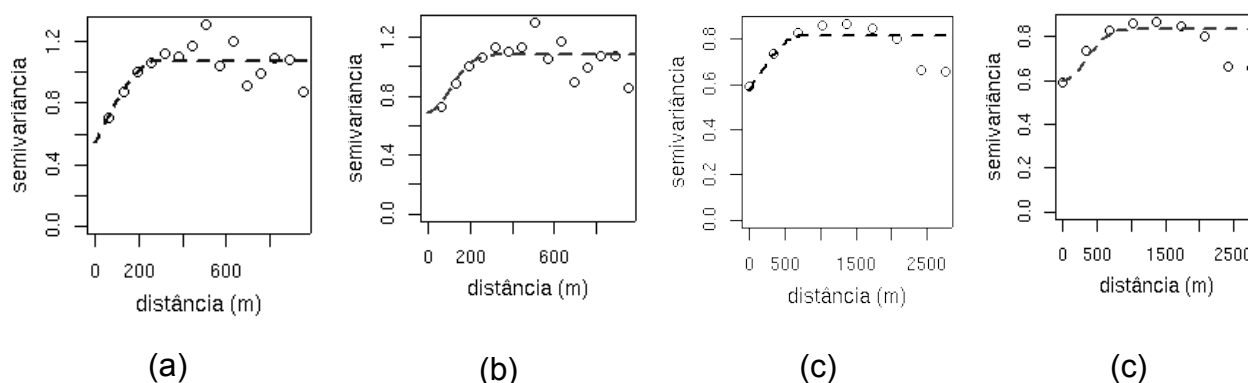 semivariância
0.0 0.4 0.8 1.2
0 200 600
distância (m)
(a)
semivariância
0.0 0.4 0.8 1.2
0 200 600
distância (m)
(b)
semivariância
0.0 0.2 0.4 0.6 0.8
0 500 1500 2500
distância (m)
(c)
semivariância
0.0 0.2 0.4 0.6 0.8
0 500 1500 2500
distância (m)
(c)